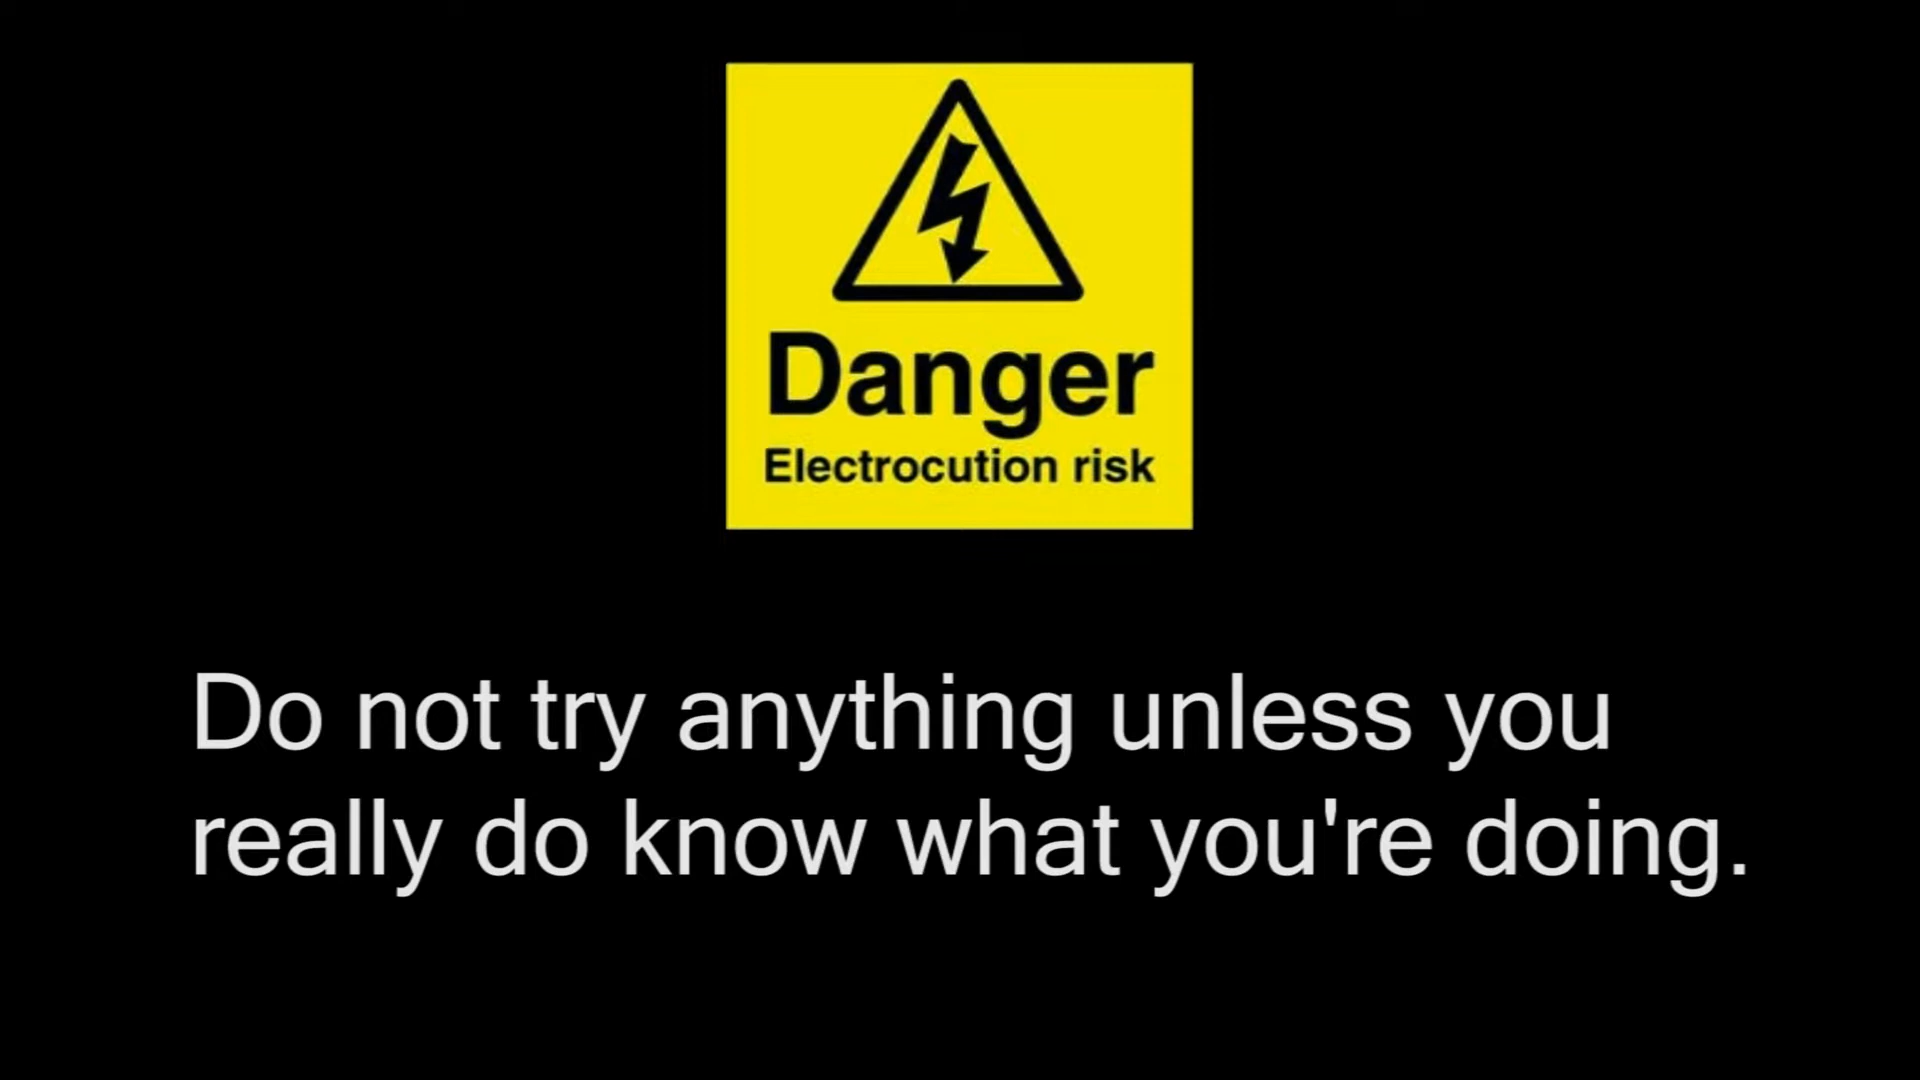 Danger
Electrocution risk
Do not try anything unless you
really do know what you're doing.